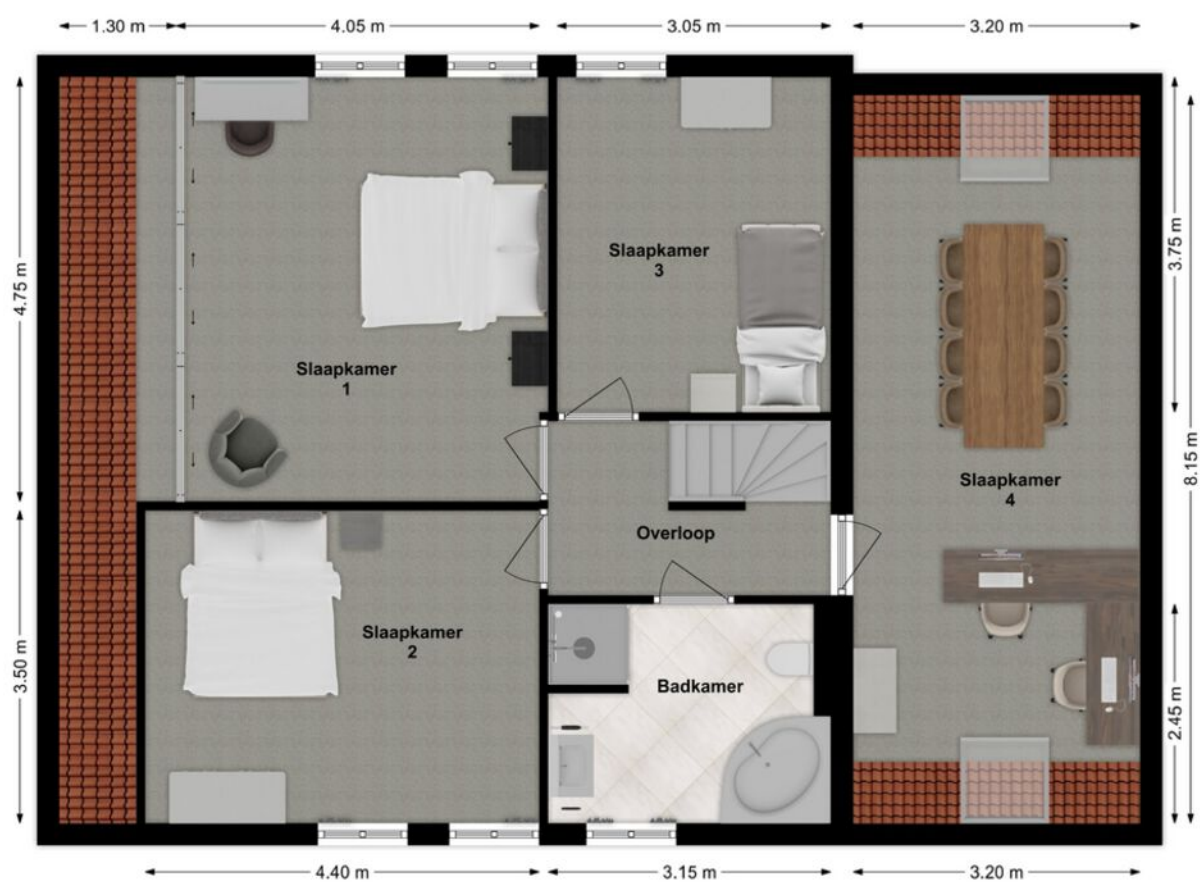 1.30 m
4.05 m
3.05 m
3.20 m
4.75 m
3.75 m
8.15 m
Slaapkamer
3
Slaapkamer
1
Slaapkamer
4
Overloop
3.50 m
Slaapkamer
2
Badkamer
2.45 m
4.40 m
3.15 m
3.20 m